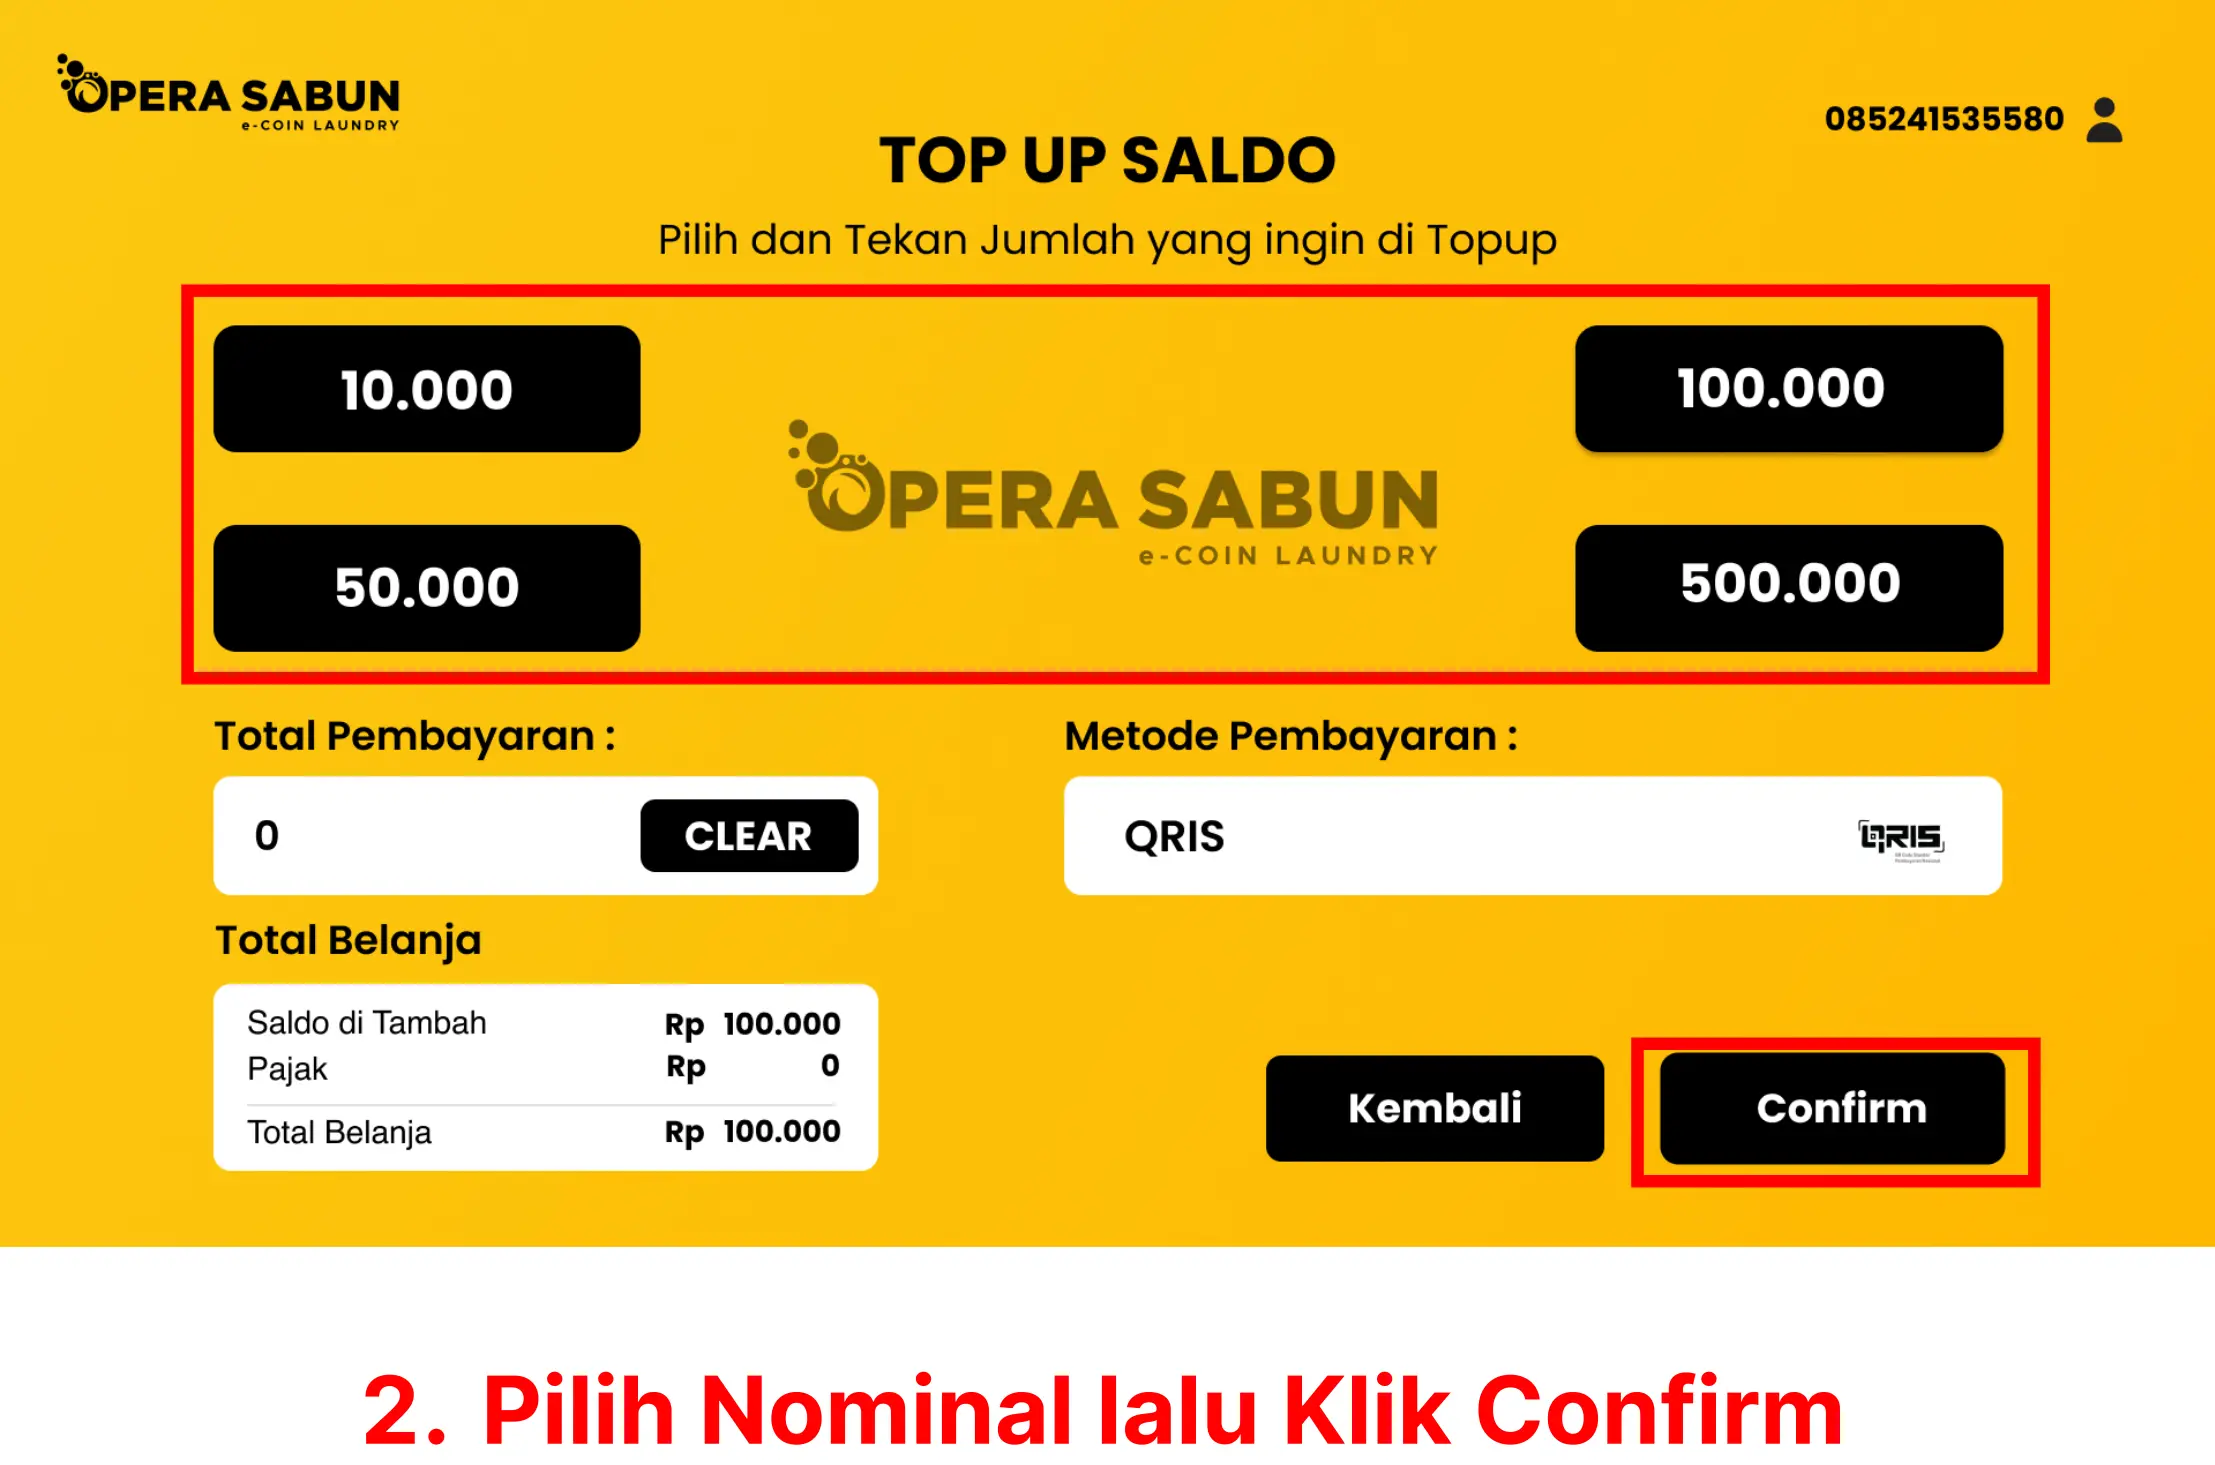 OPERA SABUN
e-COIN LAUNDRY
085241535580
TOP UP SALDO
Pilih dan Tekan Jumlah yang ingin di Topup
10.000
100.000
OPERA SABUN
e-COIN LAUNDRY
50.000
500.000
Total Pembayaran :
Metode Pembayaran :
0
CLEAR
QRIS
QRIS
Total Belanja
Saldo di Tambah Rp 100.000
Pajak Rp 0
Total Belanja Rp 100.000
Kembali
Confirm
2. Pilih Nominal lalu Klik Confirm